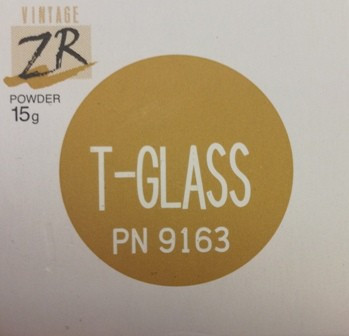 VINTAGE
ZR
POWDER
15g
T-GLASS
PN 9163